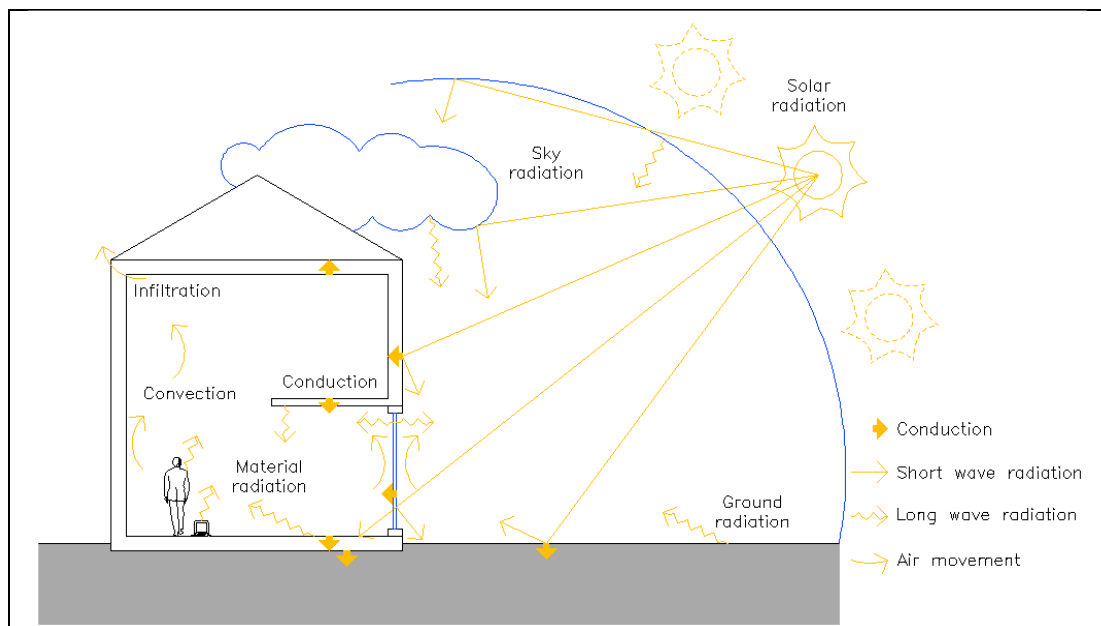 Solar
radiation
Sky
radiation
Infiltration
Convection
Conduction
Material
radiation
Ground
radiation
Conduction
Short wave radiation
Long wave radiation
Air movement